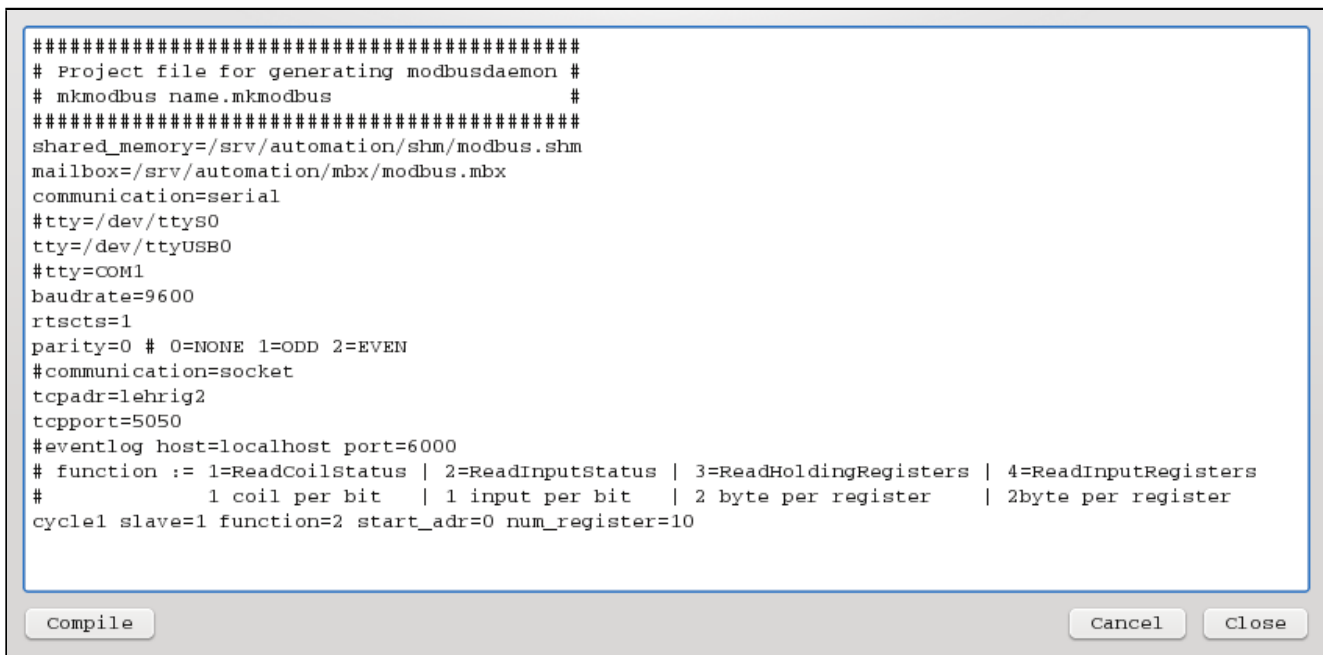 ############################################
# Project file for generating modbusdaemon #
# mkmodbus name.mkmodbus                   #
############################################
shared_memory=/srv/automation/shm/modbus.shm
mailbox=/srv/automation/mbx/modbus.mbx
communication=serial
#tty=/dev/ttyS0
tty=/dev/ttyUSB0
#tty=COM1
baudrate=9600
rtscts=1
parity=0 # 0=NONE 1=ODD 2=EVEN
#communication=socket
tcpadr=lehrig2
tcpport=5050
#eventlog host=localhost port=6000
# function := 1=ReadCoilStatus | 2=ReadInputStatus | 3=ReadHoldingRegisters | 4=ReadInputRegisters
#             1 coil per bit   | 1 input per bit   | 2 byte per register    | 2byte per register
cycle1 slave=1 function=2 start_adr=0 num_register=10
Compile Cancel Close